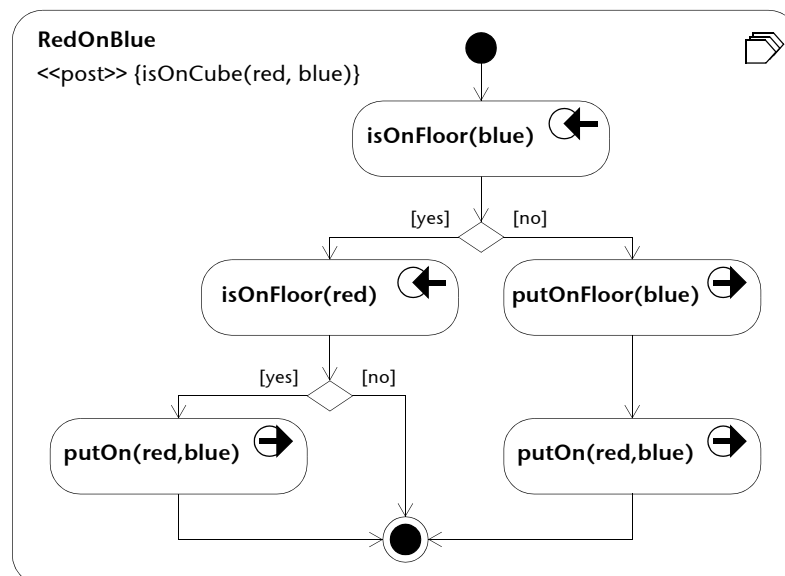 RedOnBlue
<<post>> {isOnCube(red, blue)}
isOnFloor(blue)
[yes]
[no]
isOnFloor(red)
putOnFloor(blue)
[yes]
[no]
putOn(red,blue)
putOn(red,blue)